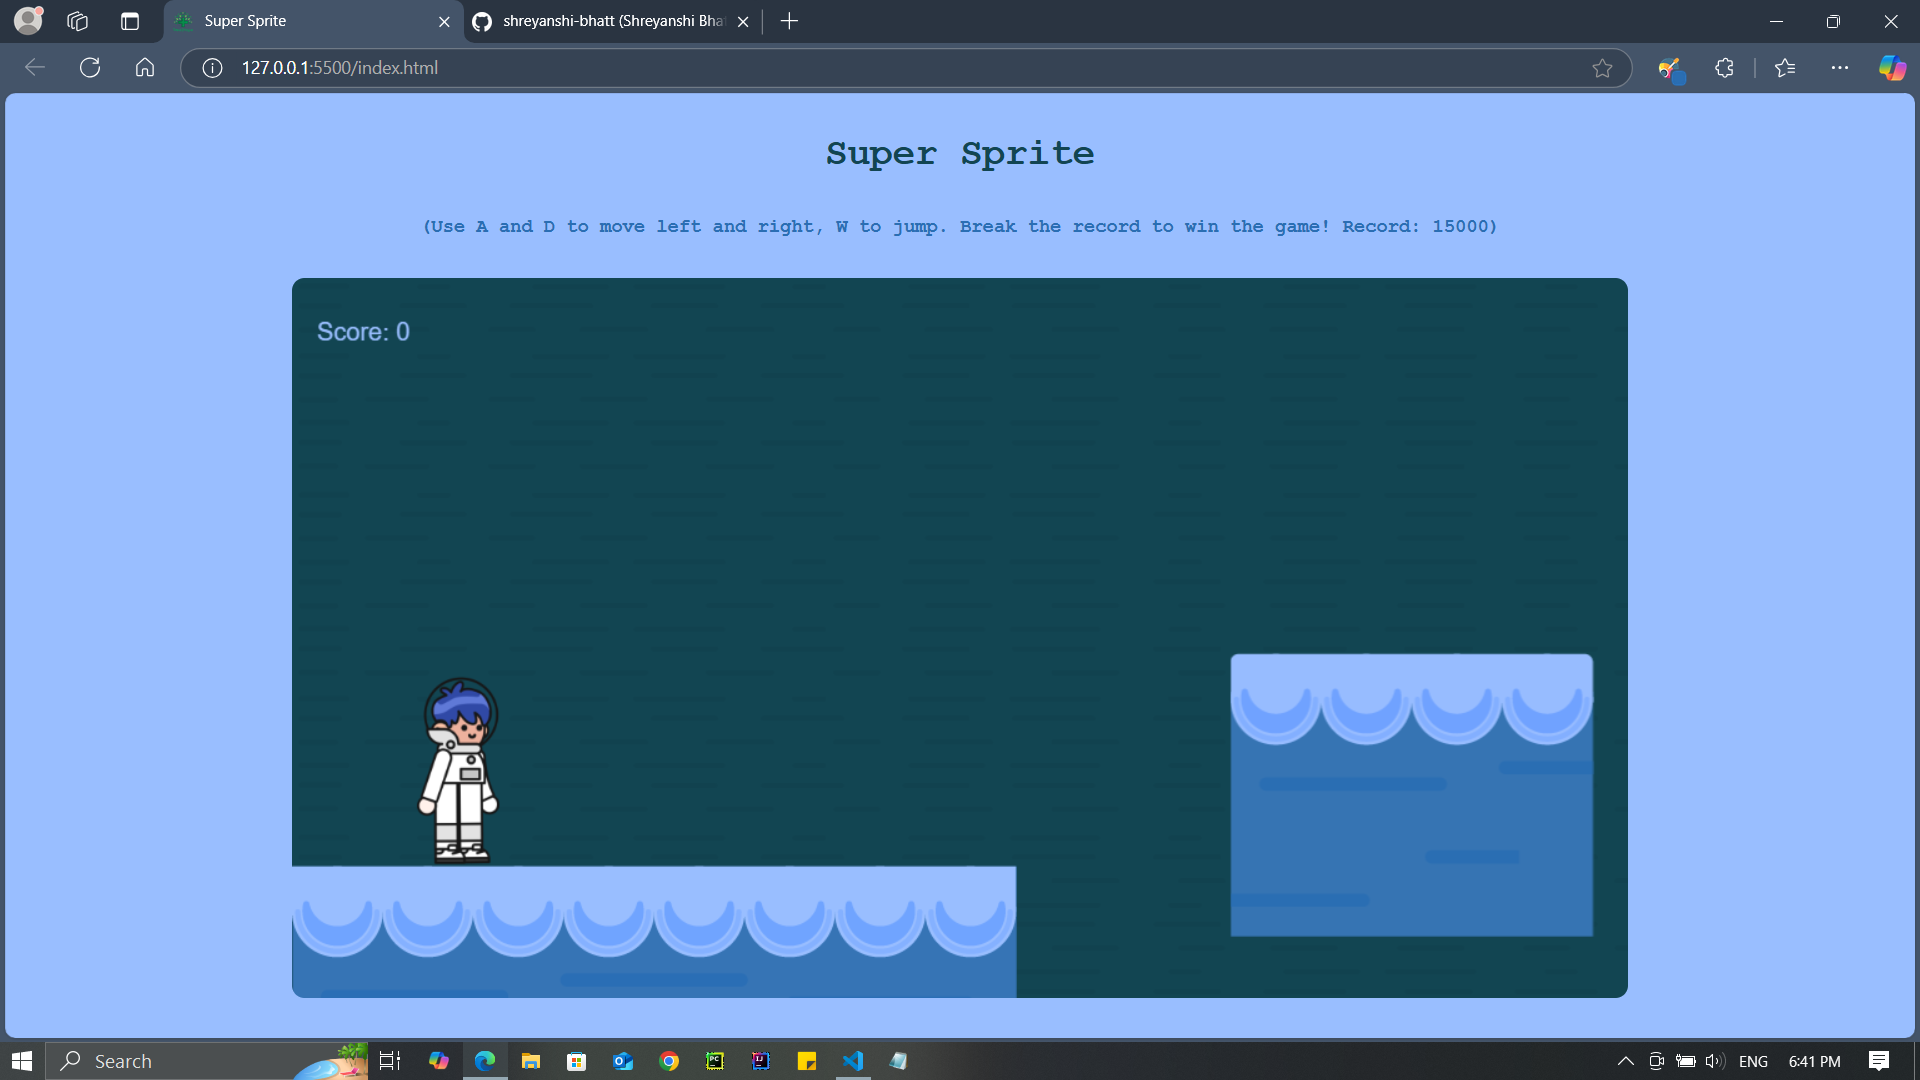 Super Sprite
shreyanshi-bhatt (Shreyanshi Bha
127.0.0.1:5500/index.html
Super Sprite
(Use A and D to move left and right, W to jump. Break the record to win the game! Record: 15000)
Score: 0
Search
PC
IJ
ENG
6:41 PM